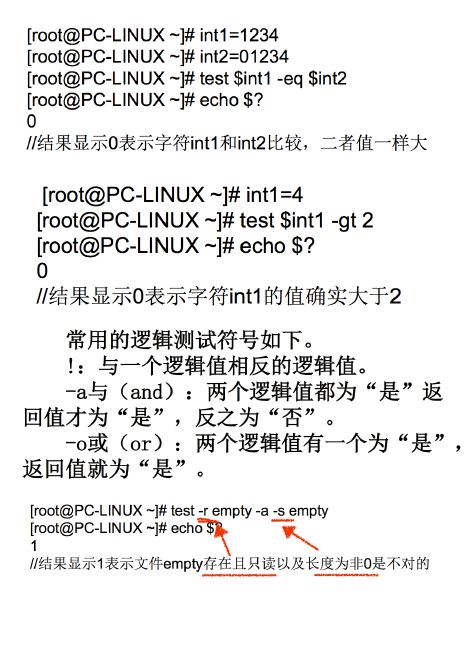 [root@PC-LINUX ~]# int1=1234
[root@PC-LINUX ~]# int2=01234
[root@PC-LINUX ~]# test $int1 -eq $int2
[root@PC-LINUX ~]# echo $?
0
//结果显示0表示字符int1和int2比较，二者值一样大
[root@PC-LINUX ~]# int1=4
[root@PC-LINUX ~]# test $int1 -gt 2
[root@PC-LINUX ~]# echo $?
0
//结果显示0表示字符int1的值确实大于2
常用的逻辑测试符号如下。
!：与一个逻辑值相反的逻辑值。
-a与（and）：两个逻辑值都为“是”返
回值才为“是”，反之为“否”。
-o或（or）：两个逻辑值有一个为“是”，
返回值就为“是”。
[root@PC-LINUX ~]# test -r empty -a -s empty
[root@PC-LINUX ~]# echo $?
1
//结果显示1表示文件empty存在且只读以及长度为非0是不对的